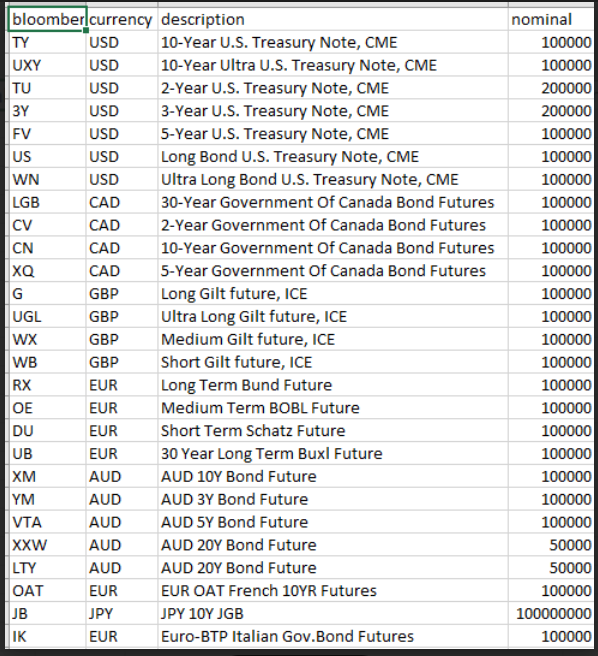 bloomber currency description nominal
TY USD 10-Year U.S. Treasury Note, CME 100000
UXY USD 10-Year Ultra U.S. Treasury Note, CME 100000
TU USD 2-Year U.S. Treasury Note, CME 200000
3Y USD 3-Year U.S. Treasury Note, CME 200000
FV USD 5-Year U.S. Treasury Note, CME 100000
US USD Long Bond U.S. Treasury Note, CME 100000
WN USD Ultra Long Bond U.S. Treasury Note, CME 100000
LGB CAD 30-Year Government Of Canada Bond Futures 100000
CV CAD 2-Year Government Of Canada Bond Futures 100000
CN CAD 10-Year Government Of Canada Bond Futures 100000
XQ CAD 5-Year Government Of Canada Bond Futures 100000
G GBP Long Gilt future, ICE 100000
UGL GBP Ultra Long Gilt future, ICE 100000
WX GBP Medium Gilt future, ICE 100000
WB GBP Short Gilt future, ICE 100000
RX EUR Long Term Bund Future 100000
OE EUR Medium Term BOBL Future 100000
DU EUR Short Term Schatz Future 100000
UB EUR 30 Year Long Term Buxl Future 100000
XM AUD AUD 10Y Bond Future 100000
YM AUD AUD 3Y Bond Future 100000
VTA AUD AUD 5Y Bond Future 100000
XXW AUD AUD 20Y Bond Future 50000
LTY AUD AUD 20Y Bond Future 50000
OAT EUR EUR OAT French 10YR Futures 100000
JB JPY JPY 10Y JGB 100000000
IK EUR Euro-BTP Italian Gov.Bond Futures 100000